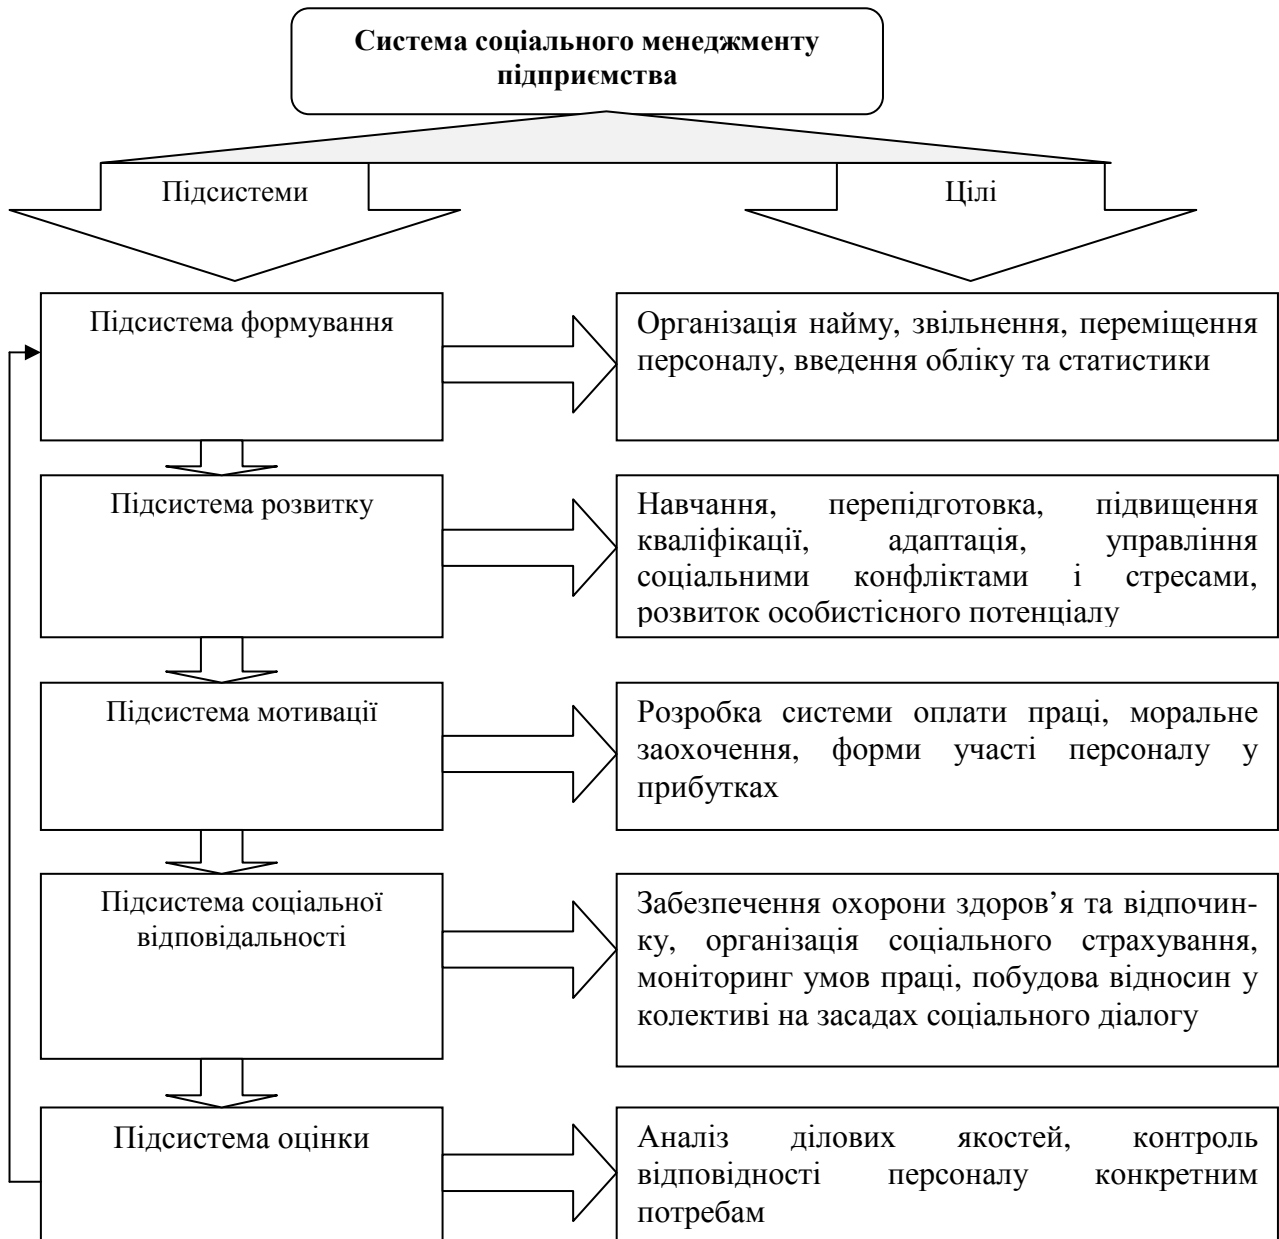 Система соціального менеджменту
підприємства
Підсистеми
Цілі
Підсистема формування
Організація найму, звільнення, переміщення
персоналу, введення обліку та статистики
Підсистема розвитку
Навчання, перепідготовка, підвищення
кваліфікації, адаптація, управління
соціальними конфліктами і стресами,
розвиток особистісного потенціалу
Підсистема мотивації
Розробка системи оплати праці, моральне
заохочення, форми участі персоналу у
прибутках
Підсистема соціальної
відповідальності
Забезпечення охорони здоров’я та відпочин-
ку, організація соціального страхування,
моніторинг умов праці, побудова відносин у
колективі на засадах соціального діалогу
Підсистема оцінки
Аналіз ділових якостей, контроль
відповідності персоналу конкретним
потребам